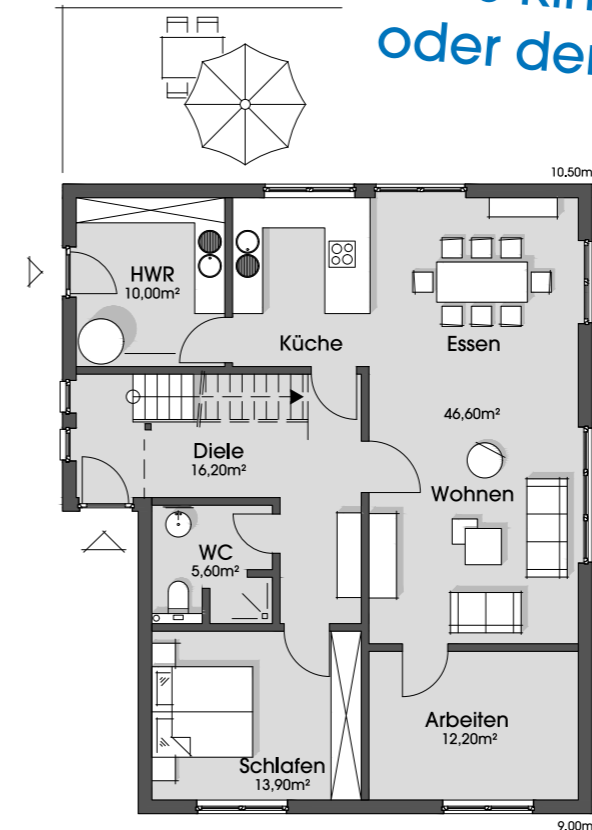 oder der
10.50m
HWR
10,00m²
Küche
Essen
46,60m²
Diele
16,20m²
Wohnen
WC
5,60m²
Arbeiten
12,20m²
Schlafen
13,90m²
9.00m